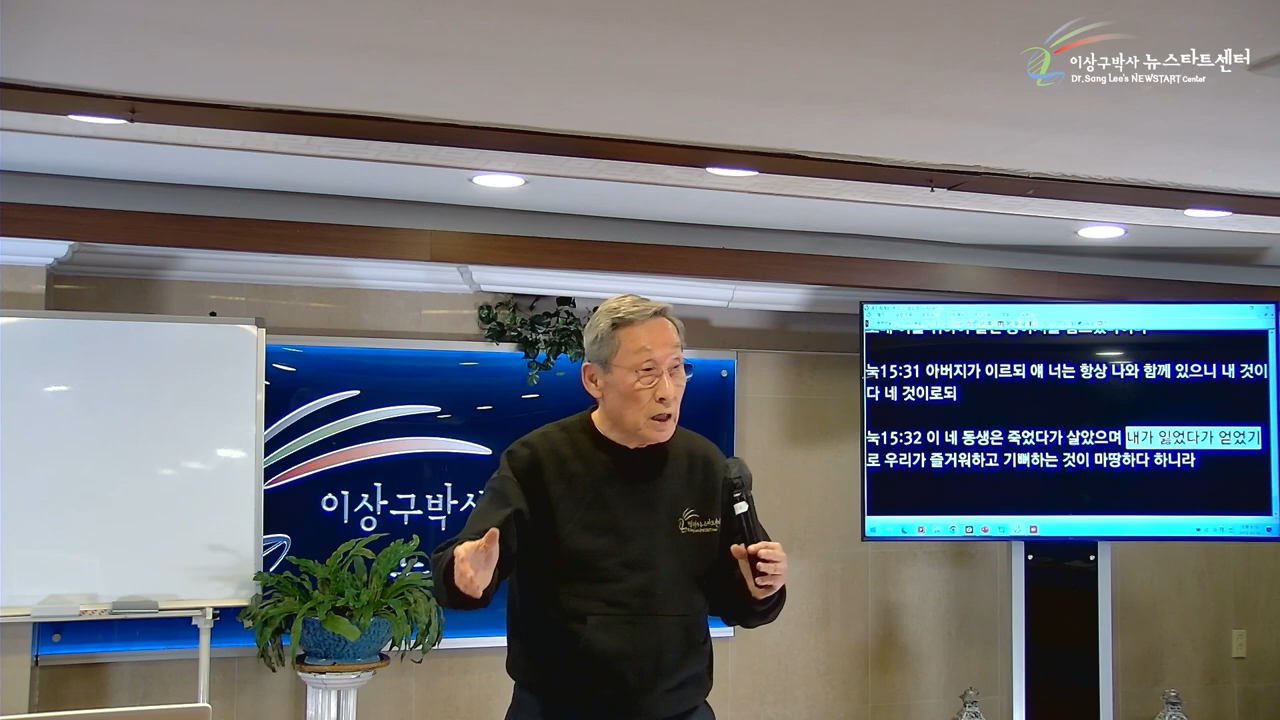 이상구박사 뉴스타트센터
Dr. Sang Lee's NEWSTART Center
이상구박사
눅15:31 아버지가 이르되 얘 너는 항상 나와 함께 있으니 내 것이
다 네 것이로되
눅15:32 이 네 동생은 죽었다가 살았으며 내가 잃었다가 얻었기
로 우리가 즐거워하고 기뻐하는 것이 마땅하다 하니라